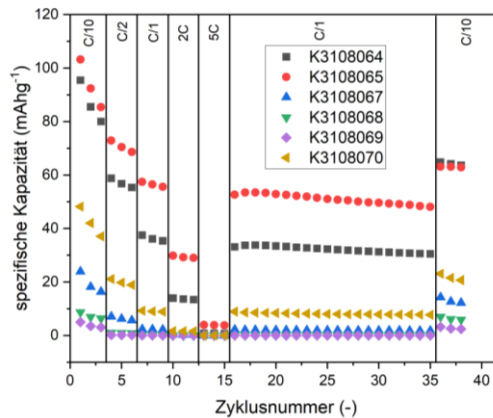 C/10
C/2
C/1
2C
5C
C/1
C/10
120
100
80
60
40
20
0
spezifische Kapazität (mAhg⁻¹)
K3108064
K3108065
K3108067
K3108068
K3108069
K3108070
0
5
10
15
20
25
30
35
40
Zyklusnummer (-)